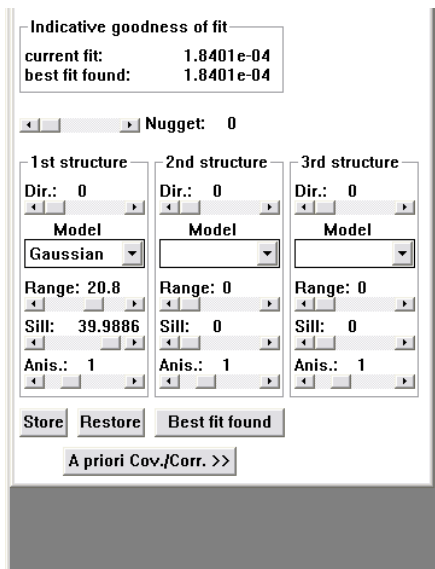 Indicative goodness of fit
current fit: 1.8401e-04
best fit found: 1.8401e-04
Nugget: 0
1st structure 2nd structure 3rd structure
Dir.: 0 Dir.: 0 Dir.: 0
Model Model Model
Gaussian
Range: 20.8 Range: 0 Range: 0
Sill: 39.9886 Sill: 0 Sill: 0
Anis.: 1 Anis.: 1 Anis.: 1
Store Restore Best fit found
A priori Cov./Corr. >>